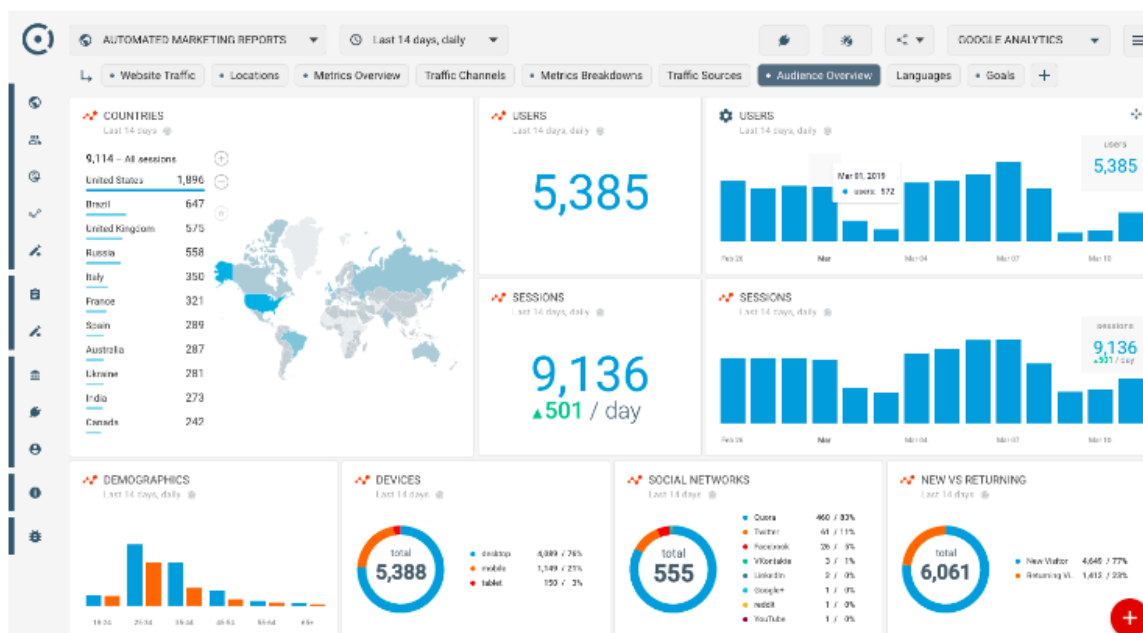 AUTOMATED MARKETING REPORTS
Last 14 days, daily
GOOGLE ANALYTICS
Website Traffic
Locations
Metrics Overview
Traffic Channels
Metrics Breakdowns
Traffic Sources
Audience Overview
Languages
Goals
+
COUNTRIES
Last 14 days
9,114 – All sessions
United States 1,896
Brazil 647
United Kingdom 575
Russia 558
Italy 350
France 321
Spain 289
Australia 287
Ukraine 281
India 273
Canada 242
USERS
Last 14 days, daily
5,385
USERS
Last 14 days, daily
users
5,385
Mar 01, 2019
users: 572
Feb 26 Mar Mar 04 Mar 07 Mar 10
SESSIONS
Last 14 days, daily
9,136
▲501 / day
SESSIONS
Last 14 days, daily
sessions
9,136
▲501 / day
Feb 26 Mar Mar 04 Mar 07 Mar 10
DEMOGRAPHICS
Last 14 days, daily
18-24 25-34 35-44 45-54 55-64 65+
DEVICES
Last 14 days
total
5,388
desktop 4,089 / 76%
mobile 1,149 / 21%
tablet 150 / 3%
SOCIAL NETWORKS
Last 14 days
total
555
Quora 460 / 83%
Twitter 61 / 11%
Facebook 26 / 5%
VKontakte 3 / 1%
LinkedIn 2 / 0%
Google+ 1 / 0%
reddit 1 / 0%
YouTube 1 / 0%
NEW VS RETURNING
Last 14 days
total
6,061
New Visitor 4,649 / 77%
Returning Vi.. 1,412 / 23%
+